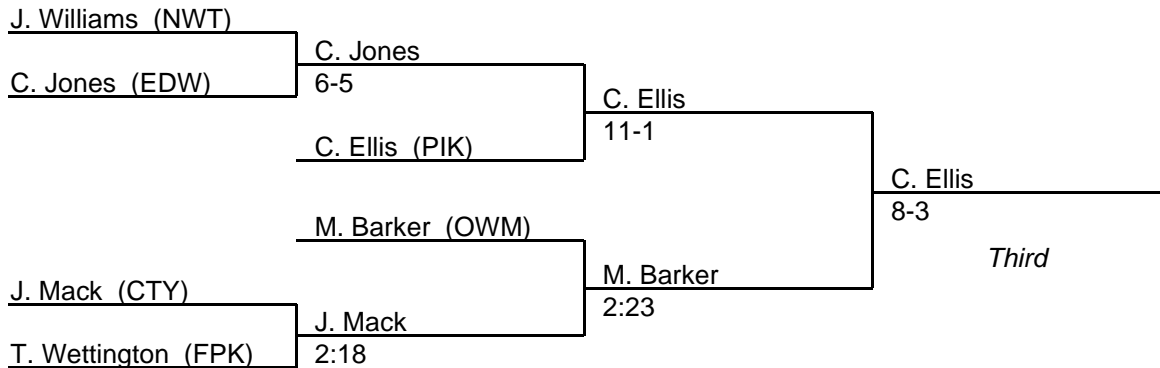 J. Williams (NWT)
C. Jones
C. Jones (EDW)
6-5
C. Ellis
11-1
C. Ellis (PIK)
C. Ellis
8-3
M. Barker (OWM)
Third
M. Barker
J. Mack (CTY)
2:23
J. Mack
T. Wettington (FPK)
2:18